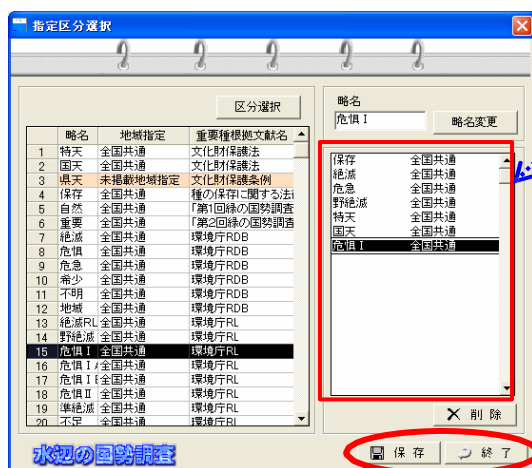 指定区分選択
区分選択
略名 地域指定 重要種根拠文献名
1 特天 全国共通 文化財保護法
2 国天 全国共通 文化財保護法
3 県天 未掲載地域指定 文化財保護条例
4 保存 全国共通 種の保存に関する法
5 自然 全国共通 「第1回緑の国勢調査
6 重要 全国共通 「第2回緑の国勢調査
7 絶滅 全国共通 環境庁RDB
8 危惧 全国共通 環境庁RDB
9 危急 全国共通 環境庁RDB
10 希少 全国共通 環境庁RDB
11 不明 全国共通 環境庁RDB
12 地域 全国共通 環境庁RDB
13 絶滅RL 全国共通 環境庁RL
14 野絶滅 全国共通 環境庁RL
15 危惧Ⅰ 全国共通 環境庁RL
16 危惧Ⅰ 全国共通 環境庁RL
17 危惧Ⅰ 全国共通 環境庁RL
18 危惧Ⅱ 全国共通 環境庁RL
19 準絶滅 全国共通 環境庁RL
20 不足 全国共通 環境庁RL
水辺の国勢調査
略名
危惧Ⅰ
略名変更
保存 全国共通
絶滅 全国共通
危急 全国共通
野絶滅 全国共通
特天 全国共通
国天 全国共通
危惧Ⅰ 全国共通
削除
保存
終了